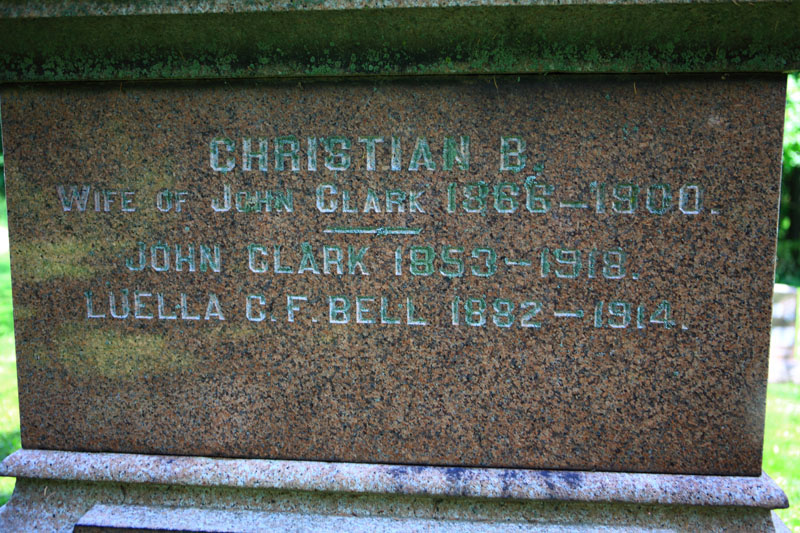 CHRISTIAN B.
WIFE OF JOHN CLARK 1866–1900.
JOHN CLARK 1853–1918.
LUELLA C. F. BELL 1882–1914.